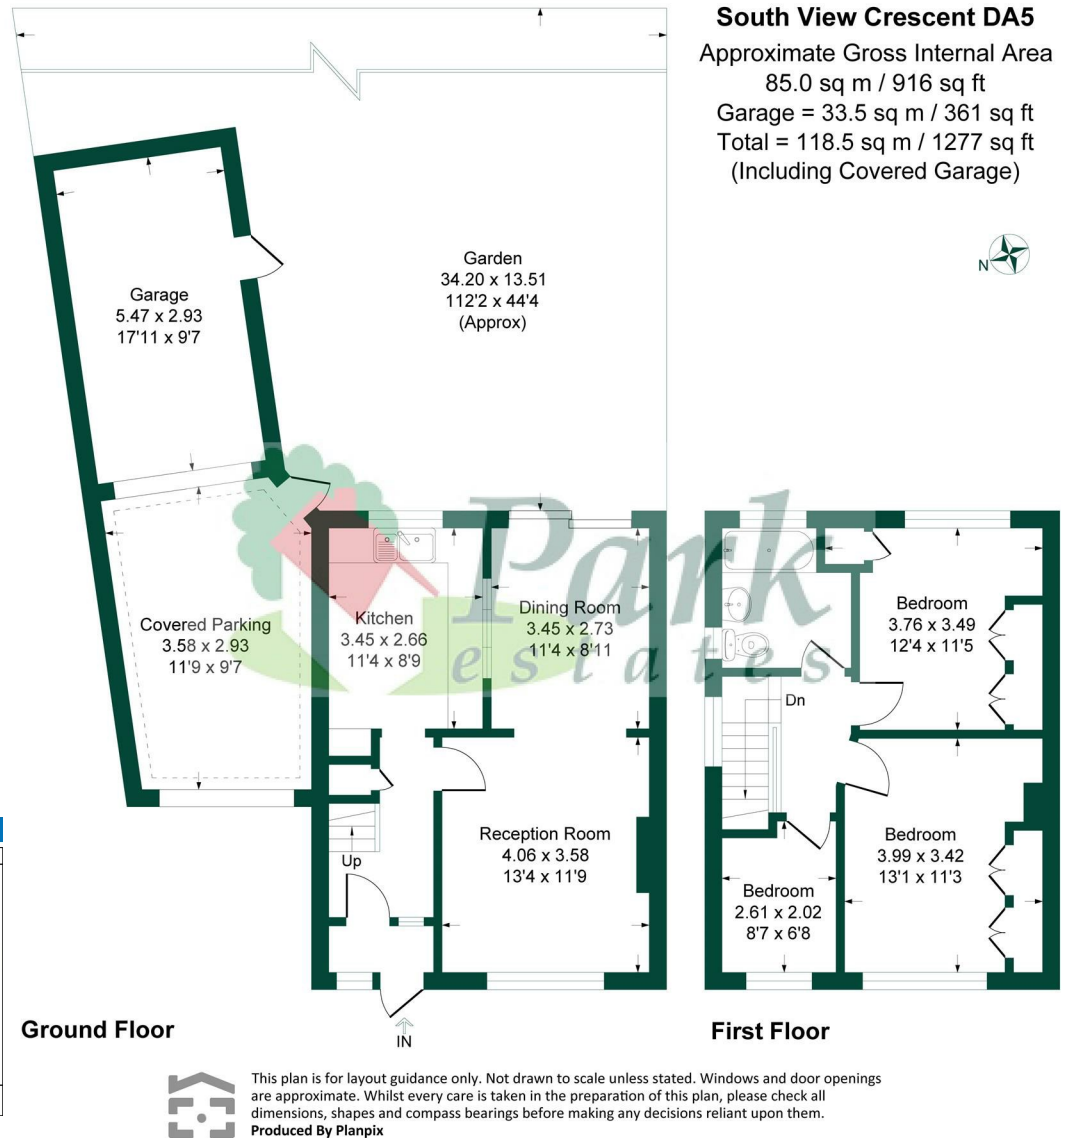 South View Crescent DA5
Approximate Gross Internal Area
85.0 sq m / 916 sq ft
Garage = 33.5 sq m / 361 sq ft
Total = 118.5 sq m / 1277 sq ft
(Including Covered Garage)
N
Garden
34.20 x 13.51
112'2 x 44'4
(Approx)
Garage
5.47 x 2.93
17'11 x 9'7
Covered Parking
3.58 x 2.93
11'9 x 9'7
Kitchen
3.45 x 2.66
11'4 x 8'9
Dining Room
3.45 x 2.73
11'4 x 8'11
Park
estates
Reception Room
4.06 x 3.58
13'4 x 11'9
Up
IN
Bedroom
3.76 x 3.49
12'4 x 11'5
Dn
Bedroom
3.99 x 3.42
13'1 x 11'3
Bedroom
2.61 x 2.02
8'7 x 6'8
Ground Floor
First Floor
This plan is for layout guidance only. Not drawn to scale unless stated. Windows and door openings
are approximate. Whilst every care is taken in the preparation of this plan, please check all
dimensions, shapes and compass bearings before making any decisions reliant upon them.
Produced By Planpix